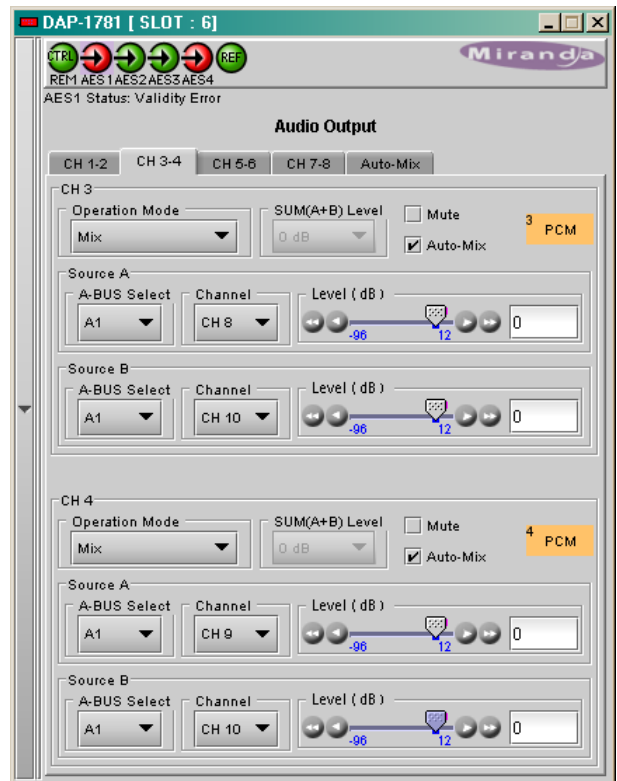 DAP-1781 [ SLOT : 6]
CTRL REF
REM AES1 AES2 AES3 AES4
Miranda
AES1 Status: Validity Error
Audio Output
CH 1-2 CH 3-4 CH 5-6 CH 7-8 Auto-Mix
CH 3
Operation Mode SUM(A+B) Level
Mute
Mix 0 dB
Auto-Mix
3 PCM
Source A
A-BUS Select Channel Level ( dB )
A1 CH 8 -96 12 0
Source B
A-BUS Select Channel Level ( dB )
A1 CH 10 -96 12 0
CH 4
Operation Mode SUM(A+B) Level
Mute
Mix 0 dB
Auto-Mix
4 PCM
Source A
A-BUS Select Channel Level ( dB )
A1 CH 9 -96 12 0
Source B
A-BUS Select Channel Level ( dB )
A1 CH 10 -96 12 0